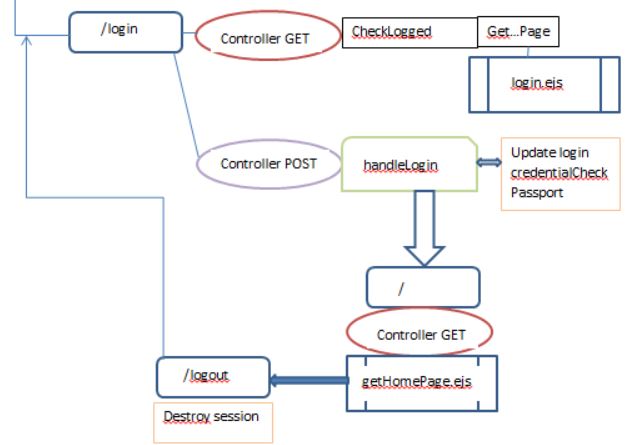 /login
Controller GET
CheckLogged
Get...Page
login.ejs
Controller POST
handleLogin
Update login
credentialCheck
Passport
/
Controller GET
getHomePage.ejs
/logout
Destroy session